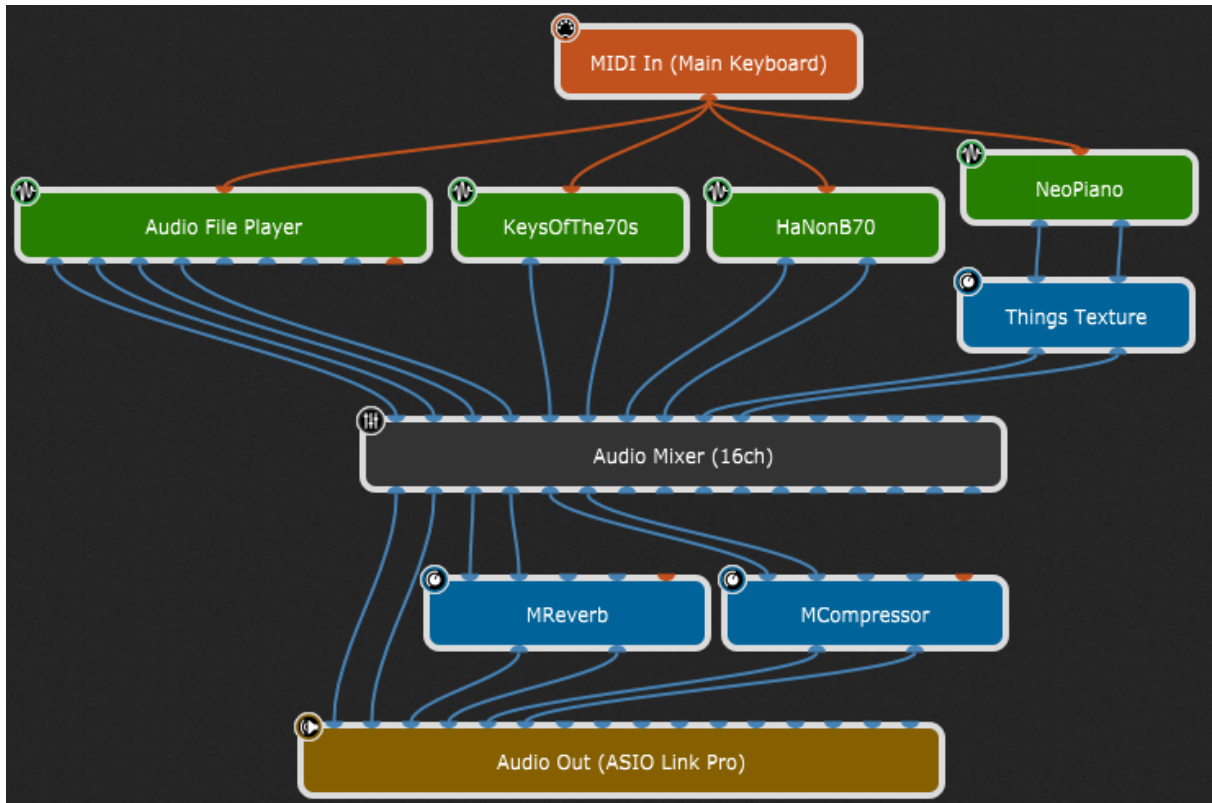 MIDI In (Main Keyboard)
NeoPiano
Audio File Player
KeysOfThe70s
HaNonB70
Things Texture
Audio Mixer (16ch)
MReverb
MCompressor
Audio Out (ASIO Link Pro)